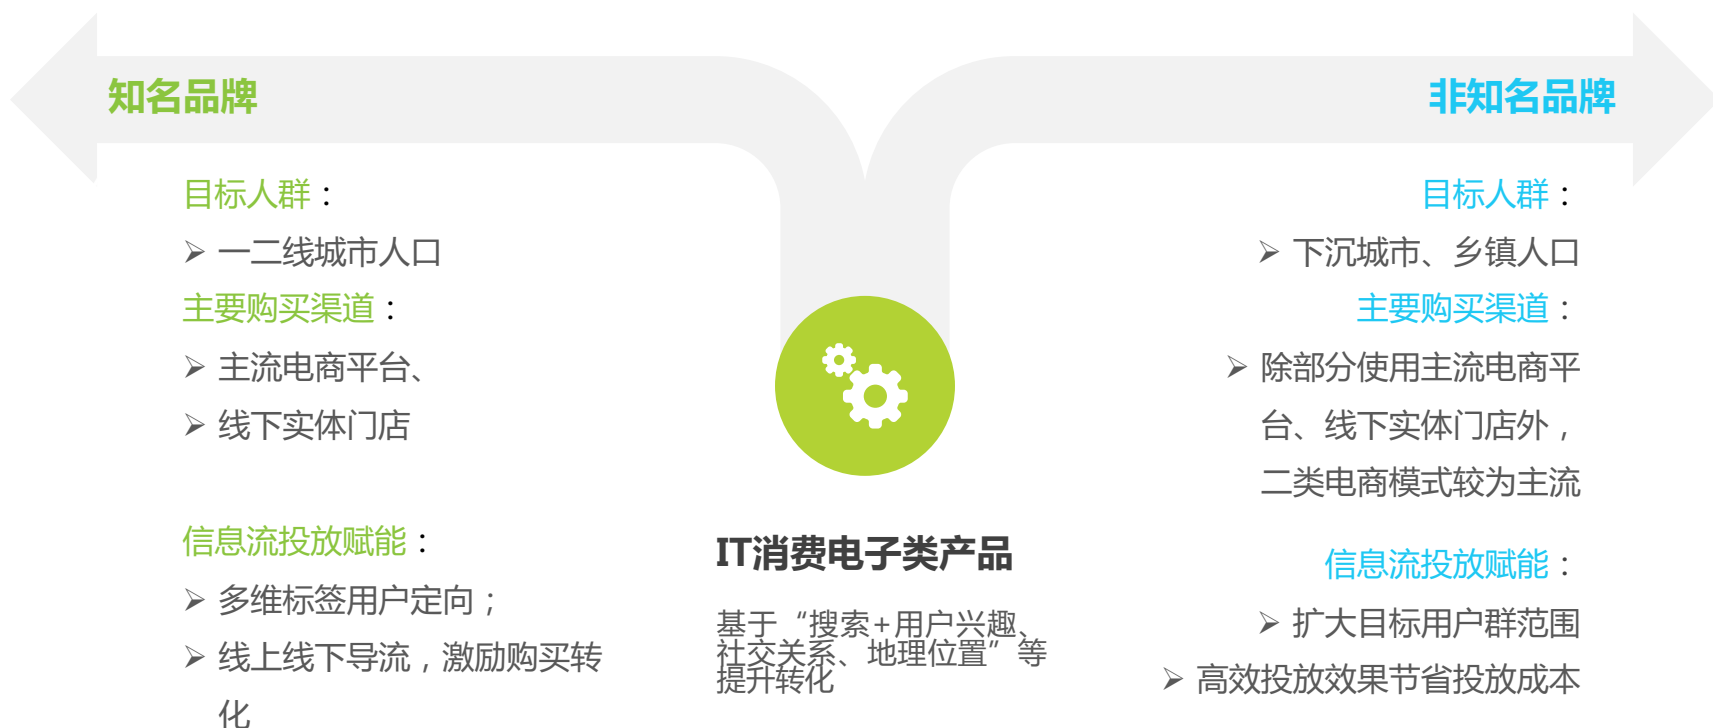 知名品牌
目标人群：
➢ 一二线城市人口
主要购买渠道：
➢ 主流电商平台、
➢ 线下实体门店
信息流投放赋能：
➢ 多维标签用户定向；
➢ 线上线下导流，激励购买转
化
IT消费电子类产品
基于“搜索+用户兴趣、
社交关系、地理位置”等
提升转化
非知名品牌
目标人群：
➢ 下沉城市、乡镇人口
主要购买渠道：
➢ 除部分使用主流电商平
台、线下实体门店外，
二类电商模式较为主流
信息流投放赋能：
➢ 扩大目标用户群范围
➢ 高效投放效果节省投放成本